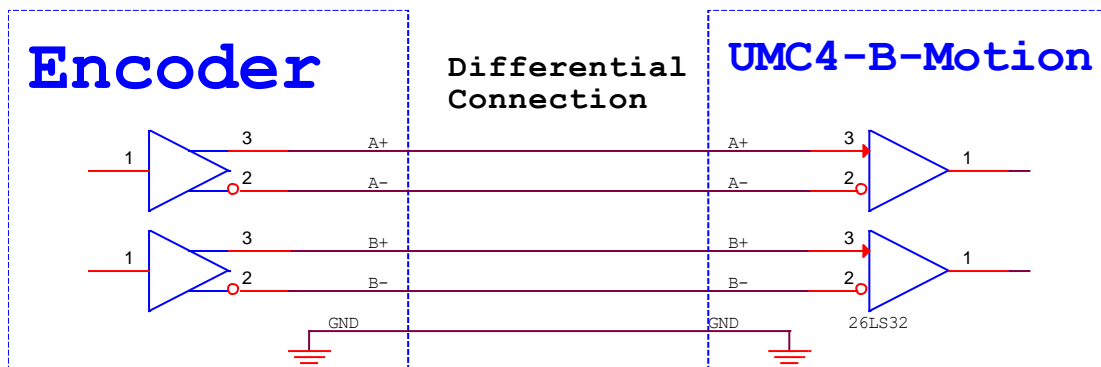 Encoder
Differential
Connection
UMC4-B-Motion
1
3
A+
A+
3
1
2
A-
A-
2
1
3
B+
B+
3
1
2
B-
B-
2
GND
GND
26LS32